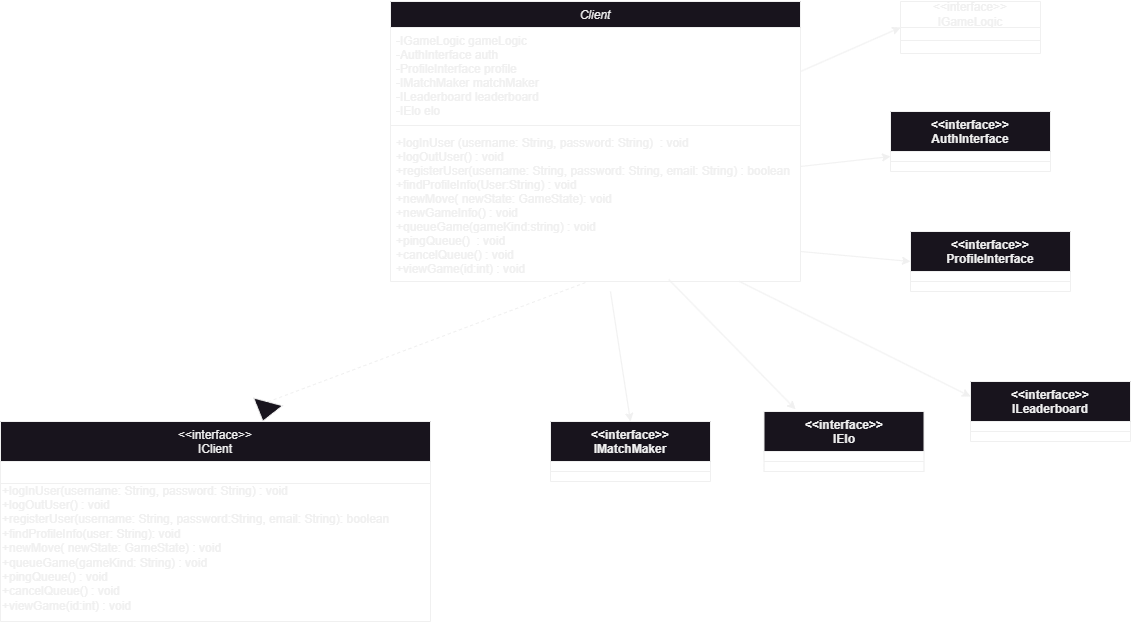 Client
-IGameLogic gameLogic
-AuthInterface auth
-ProfileInterface profile
-IMatchMaker matchMaker
-ILeaderboard leaderboard
-IElo elo
+logInUser (username: String, password: String) : void
+logOutUser() : void
+registerUser(username: String, password: String, email: String) : boolean
+findProfileInfo(User:String) : void
+newMove( newState: GameState): void
+newGameInfo() : void
+queueGame(gameKind:string) : void
+pingQueue() : void
+cancelQueue() : void
+viewGame(id:int) : void
<<interface>>
IGameLogic
<<interface>>
AuthInterface
<<interface>>
ProfileInterface
<<interface>>
ILeaderboard
<<interface>>
IElo
<<interface>>
IMatchMaker
<<interface>>
IClient
+logInUser(username: String, password: String) : void
+logOutUser() : void
+registerUser(username: String, password:String, email: String): boolean
+findProfileInfo(user: String): void
+newMove( newState: GameState) : void
+queueGame(gameKind: String) : void
+pingQueue() : void
+cancelQueue() : void
+viewGame(id:int) : void